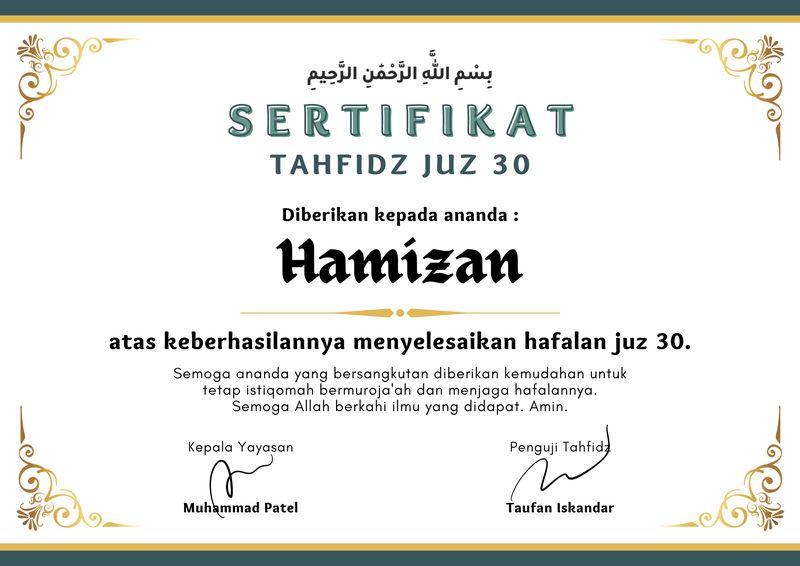 بِسْمِ اللَّهِ الرَّحْمَٰنِ الرَّحِيمِ
SERTIFIKAT
TAHFIDZ JUZ 30
Diberikan kepada ananda :
Hamizan
atas keberhasilannya menyelesaikan hafalan juz 30.
Semoga ananda yang bersangkutan diberikan kemudahan untuk
tetap istiqomah bermuroja'ah dan menjaga hafalannya.
Semoga Allah berkahi ilmu yang didapat. Amin.
Kepala Yayasan
Muhammad Patel
Penguji Tahfidz
Taufan Iskandar